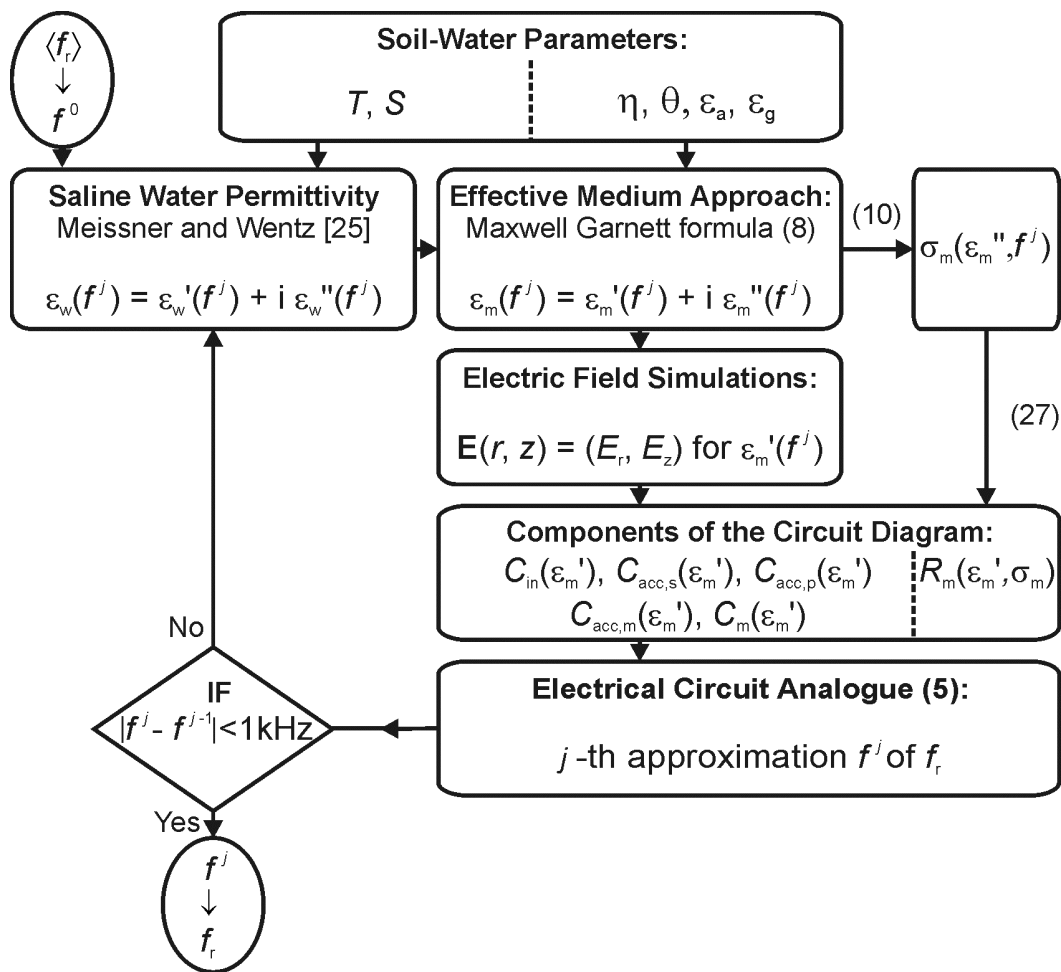 ⟨f_r⟩
↓
f^0
Soil-Water Parameters:
T, S
η, θ, ε_a, ε_g
Saline Water Permittivity
Meissner and Wentz [25]
ε_w(f^j) = ε_w'(f^j) + i ε_w''(f^j)
Effective Medium Approach:
Maxwell Garnett formula (8)
ε_m(f^j) = ε_m'(f^j) + i ε_m''(f^j)
(10)
σ_m(ε_m'',f^j)
Electric Field Simulations:
E(r, z) = (E_r, E_z) for ε_m'(f^j)
(27)
Components of the Circuit Diagram:
C_in(ε_m'), C_acc,s(ε_m'), C_acc,p(ε_m')
C_acc,m(ε_m'), C_m(ε_m')
R_m(ε_m',σ_m)
Electrical Circuit Analogue (5):
j -th approximation f^j of f_r
No
IF
|f^j - f^j-1|<1kHz
Yes
f^j
↓
f_r